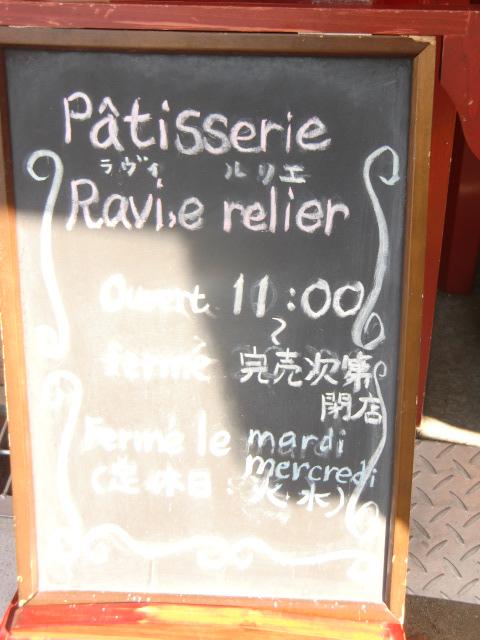 Pâtisserie
ラヴィ ルリエ
Ravie relier
Ouvert 11:00
~
fermé 完売次第
閉店
Fermé le mardi
mercredi
(定休日:火水)